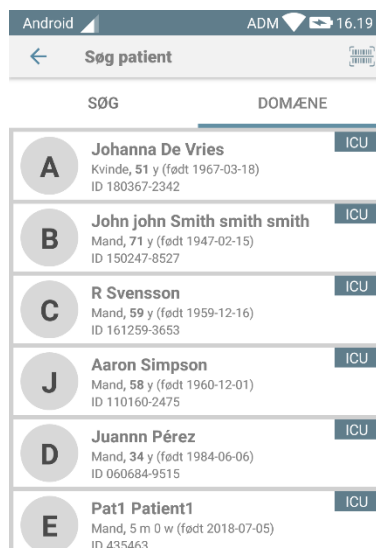 Android ADM 16.19
Søg patient
SØG DOMÆNE
A Johanna De Vries ICU
Kvinde, 51 y (født 1967-03-18)
ID 180367-2342
B John john Smith smith smith ICU
Mand, 71 y (født 1947-02-15)
ID 150247-8527
C R Svensson ICU
Mand, 59 y (født 1959-12-16)
ID 161259-3653
J Aaron Simpson ICU
Mand, 58 y (født 1960-12-01)
ID 110160-2475
D Juannn Pérez ICU
Mand, 34 y (født 1984-06-06)
ID 060684-9515
E Pat1 Patient1 ICU
Mand, 5 m 0 w (født 2018-07-05)
ID 435463